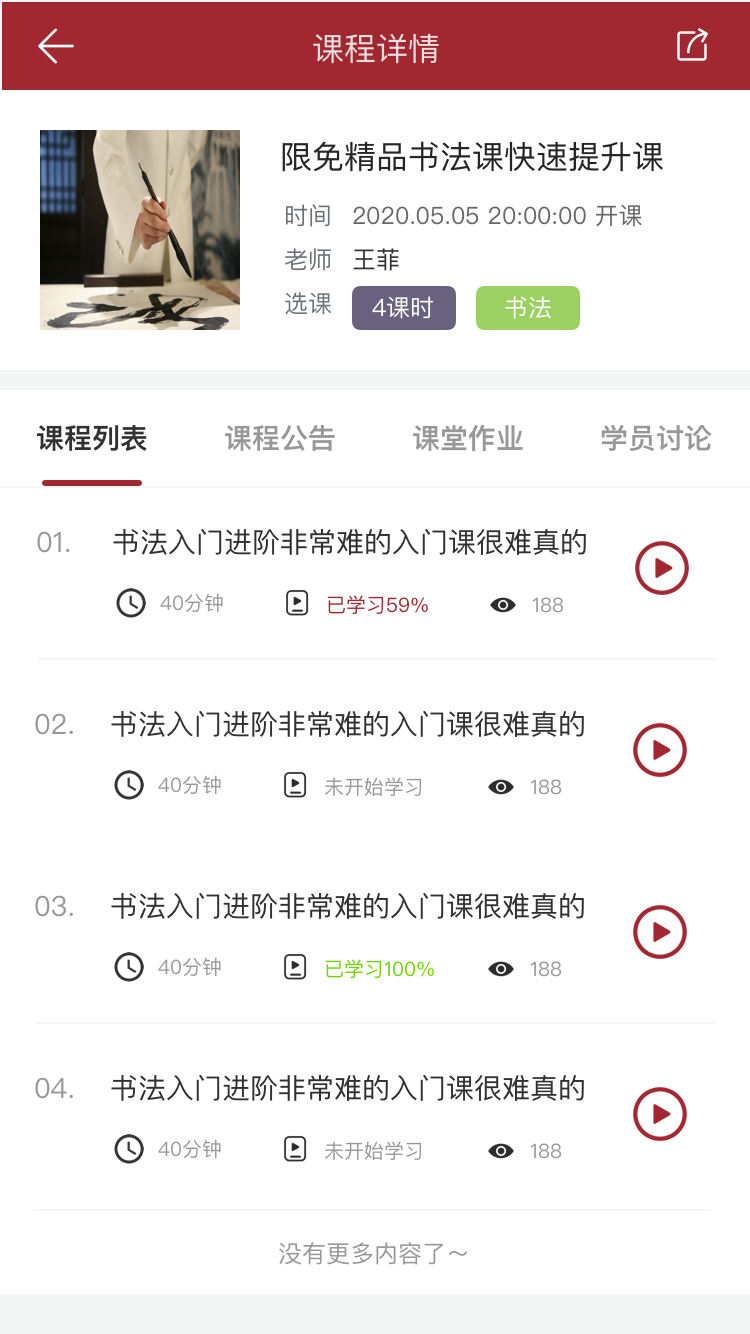 课程详情
限免精品书法课快速提升课
时间 2020.05.05 20:00:00 开课
老师 王菲
选课 4课时 书法
课程列表 课程公告 课堂作业 学员讨论
01. 书法入门进阶非常难的入门课很难真的
40分钟 已学习59% 188
02. 书法入门进阶非常难的入门课很难真的
40分钟 未开始学习 188
03. 书法入门进阶非常难的入门课很难真的
40分钟 已学习100% 188
04. 书法入门进阶非常难的入门课很难真的
40分钟 未开始学习 188
没有更多内容了～